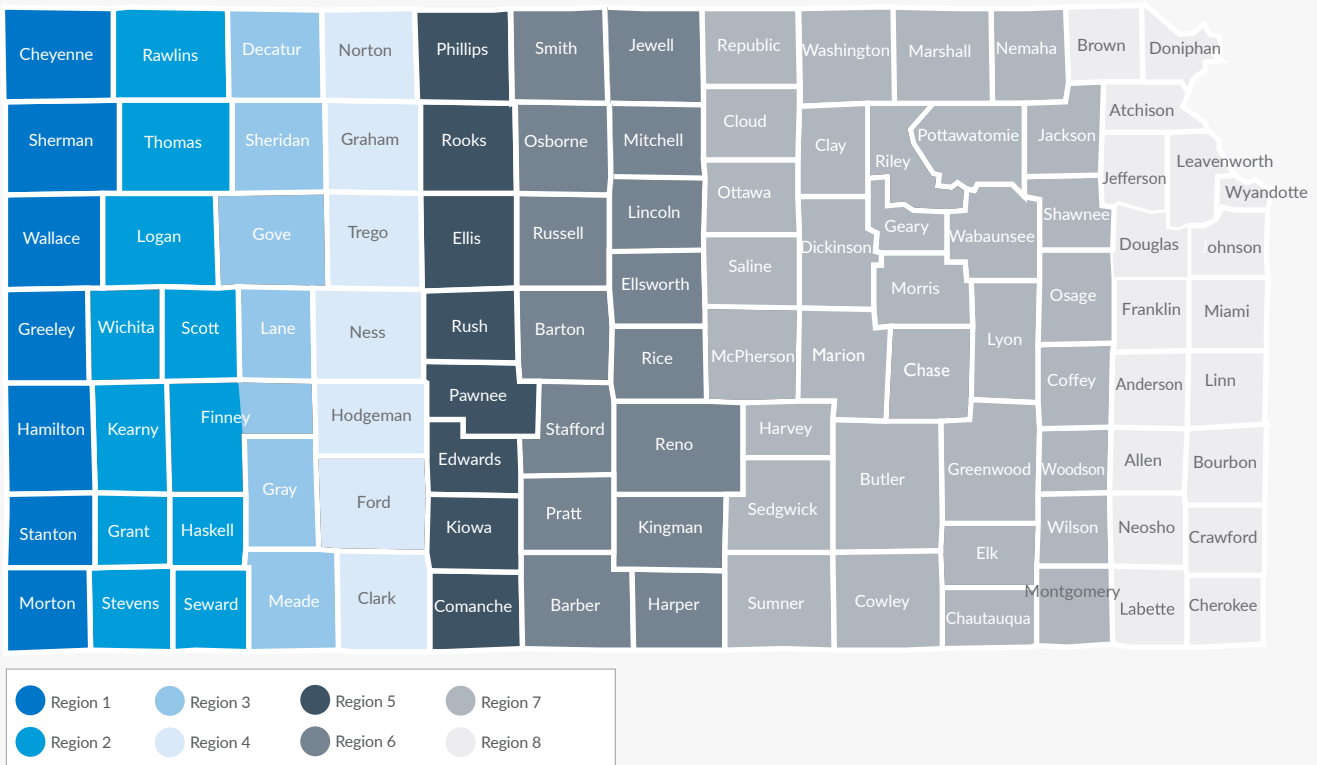 Cheyenne
Rawlins
Decatur
Norton
Phillips
Smith
Jewell
Republic
Washington
Marshall
Nemaha
Brown
Doniphan
Atchison
Sherman
Thomas
Sheridan
Graham
Rooks
Osborne
Mitchell
Cloud
Clay
Riley
Pottawatomie
Jackson
Jefferson
Leavenworth
Wyandotte
Wallace
Logan
Gove
Trego
Ellis
Russell
Lincoln
Ottawa
Dickinson
Geary
Wabaunsee
Shawnee
Douglas
ohnson
Ellsworth
Saline
Morris
Osage
Franklin
Miami
Greeley
Wichita
Scott
Lane
Ness
Rush
Barton
Rice
McPherson
Marion
Chase
Lyon
Coffey
Anderson
Linn
Hamilton
Kearny
Finney
Hodgeman
Pawnee
Edwards
Stafford
Reno
Harvey
Butler
Greenwood
Woodson
Allen
Bourbon
Gray
Ford
Stanton
Grant
Haskell
Kiowa
Pratt
Kingman
Sedgwick
Elk
Wilson
Neosho
Crawford
Morton
Stevens
Seward
Meade
Clark
Comanche
Barber
Harper
Sumner
Cowley
Chautauqua
Montgomery
Labette
Cherokee
Region 1
Region 3
Region 5
Region 7
Region 2
Region 4
Region 6
Region 8